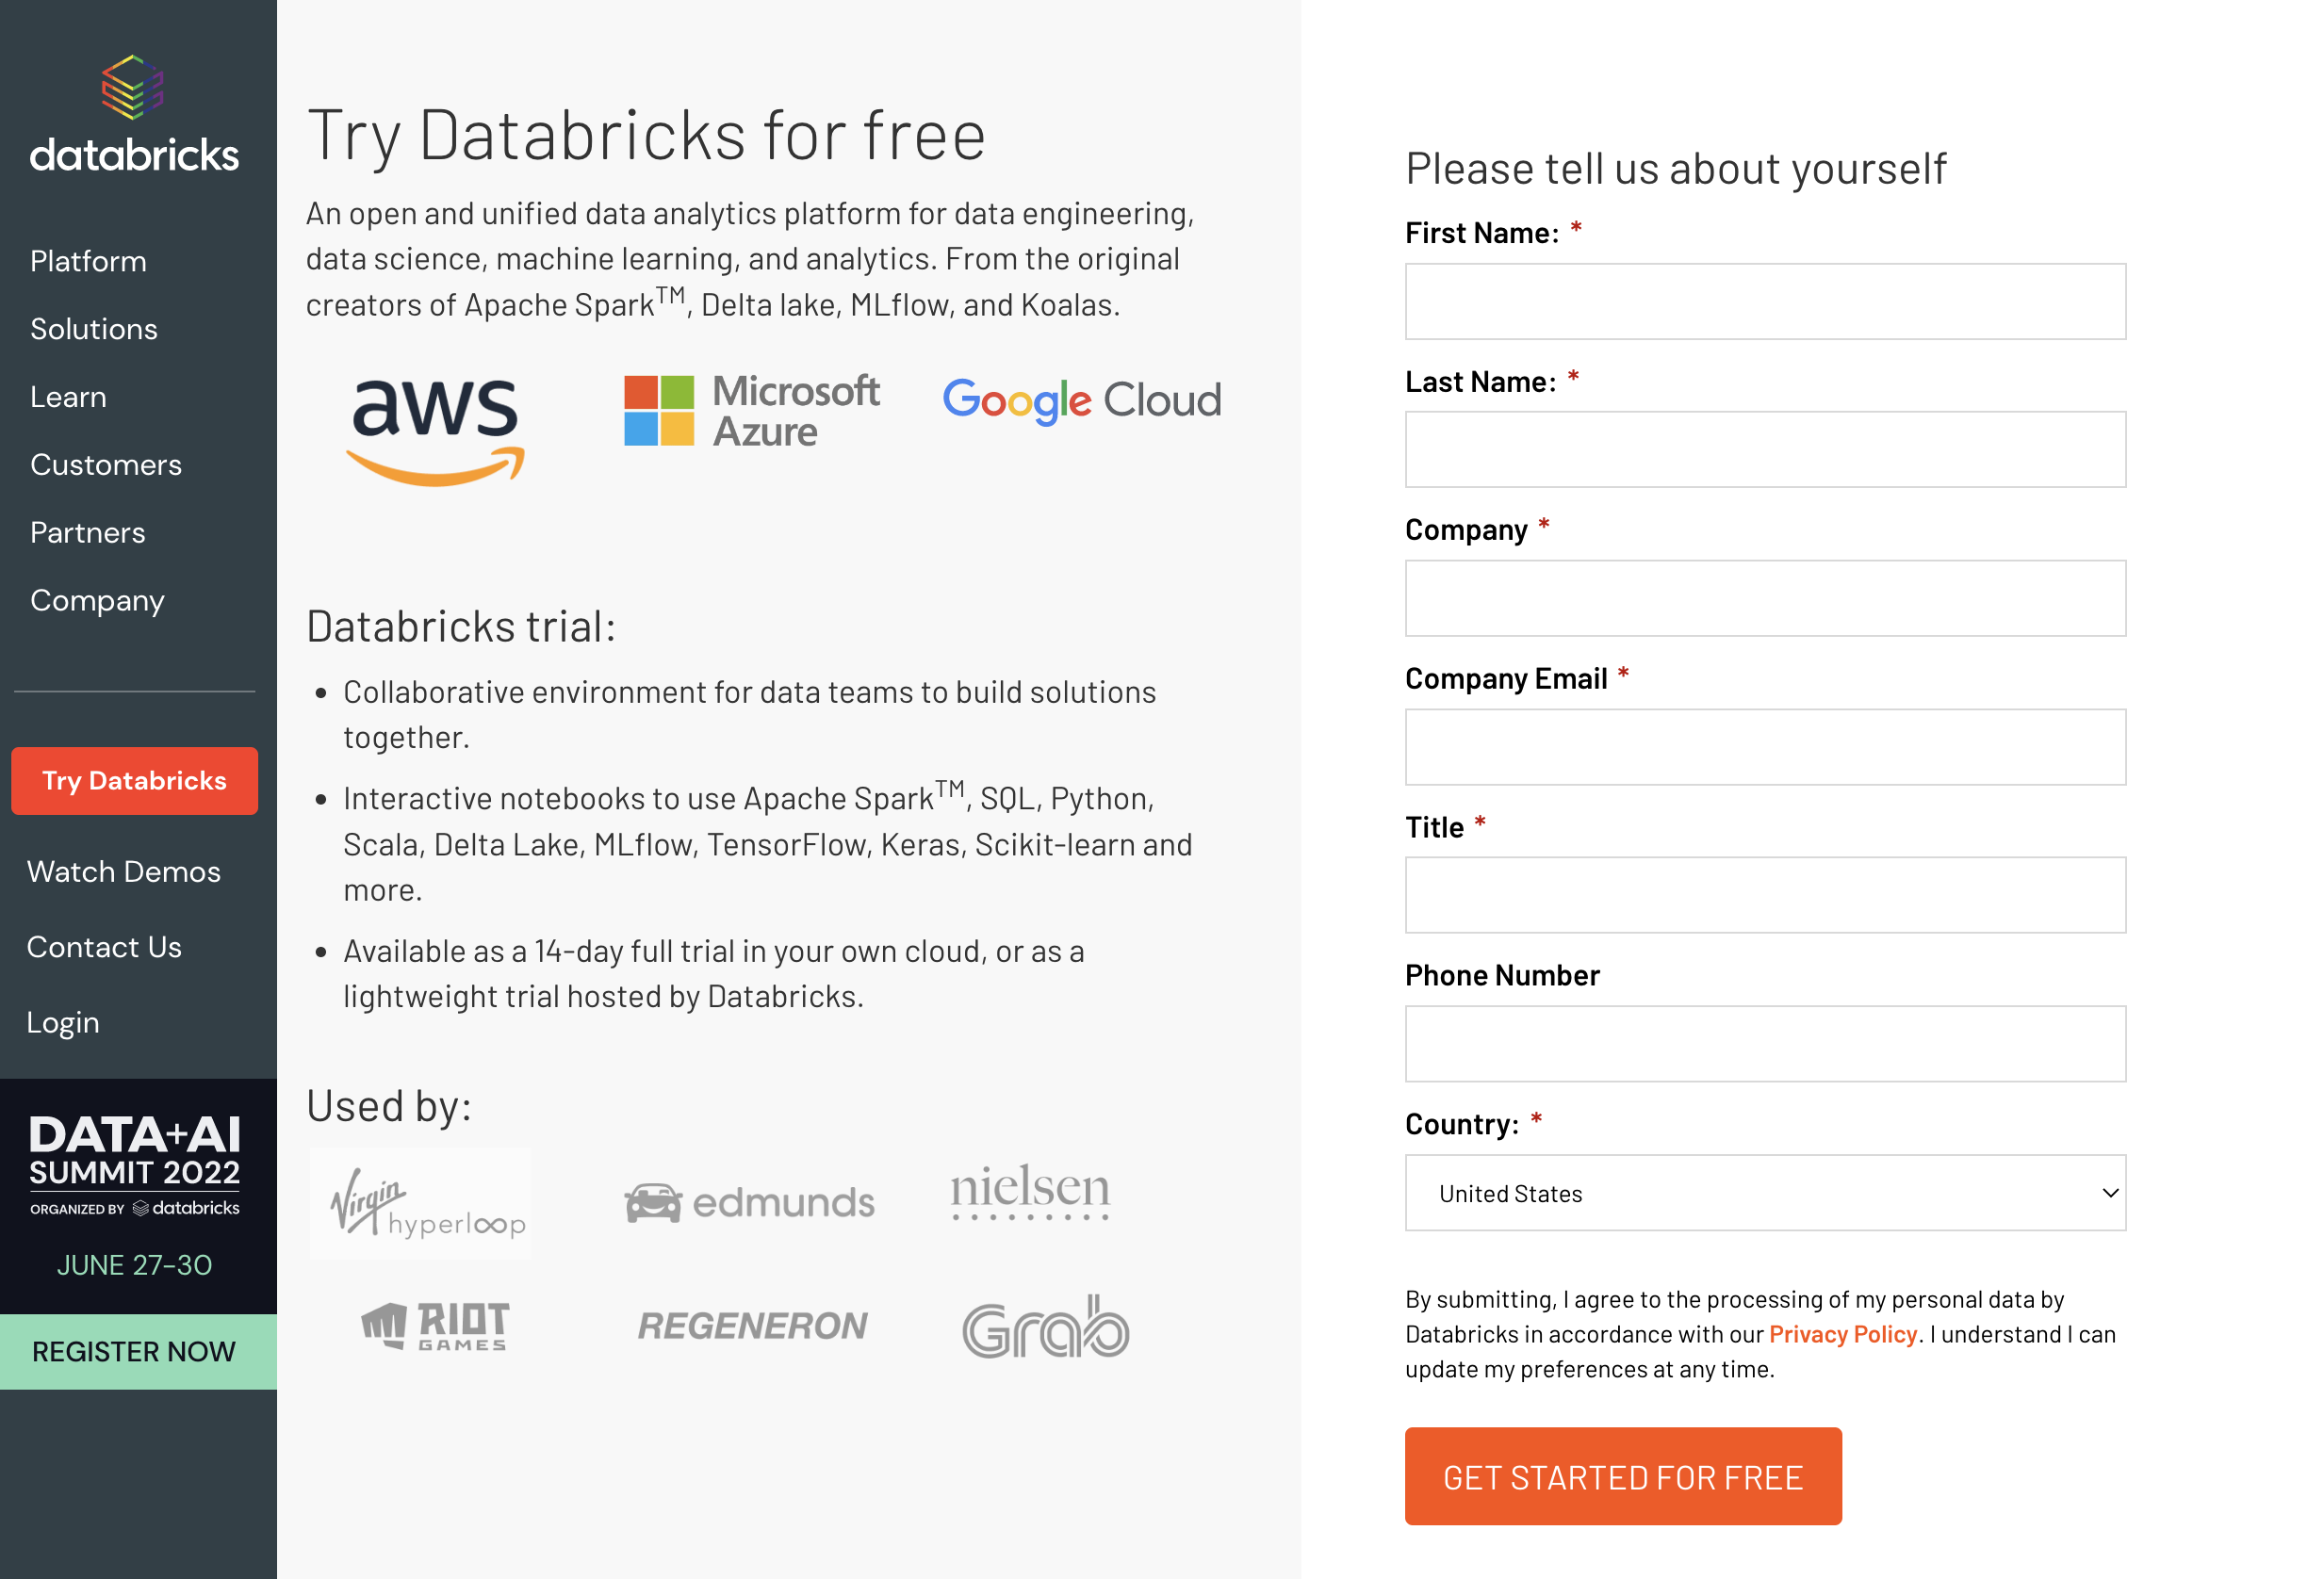 databricks
Platform
Solutions
Learn
Customers
Partners
Company
Try Databricks
Watch Demos
Contact Us
Login
DATA+AI
SUMMIT 2022
ORGANIZED BY databricks
JUNE 27-30
REGISTER NOW
Try Databricks for free
An open and unified data analytics platform for data engineering,
data science, machine learning, and analytics. From the original
creators of Apache Spark™, Delta lake, MLflow, and Koalas.
aws
Microsoft
Azure
Google Cloud
Databricks trial:
• Collaborative environment for data teams to build solutions
together.
• Interactive notebooks to use Apache Spark™, SQL, Python,
Scala, Delta Lake, MLflow, TensorFlow, Keras, Scikit-learn and
more.
• Available as a 14-day full trial in your own cloud, or as a
lightweight trial hosted by Databricks.
Used by:
Virgin
hyperloop
edmunds
nielsen
RIOT
GAMES
REGENERON
Grab
Please tell us about yourself
First Name: *
Last Name: *
Company *
Company Email *
Title *
Phone Number
Country: *
United States
By submitting, I agree to the processing of my personal data by
Databricks in accordance with our Privacy Policy. I understand I can
update my preferences at any time.
GET STARTED FOR FREE